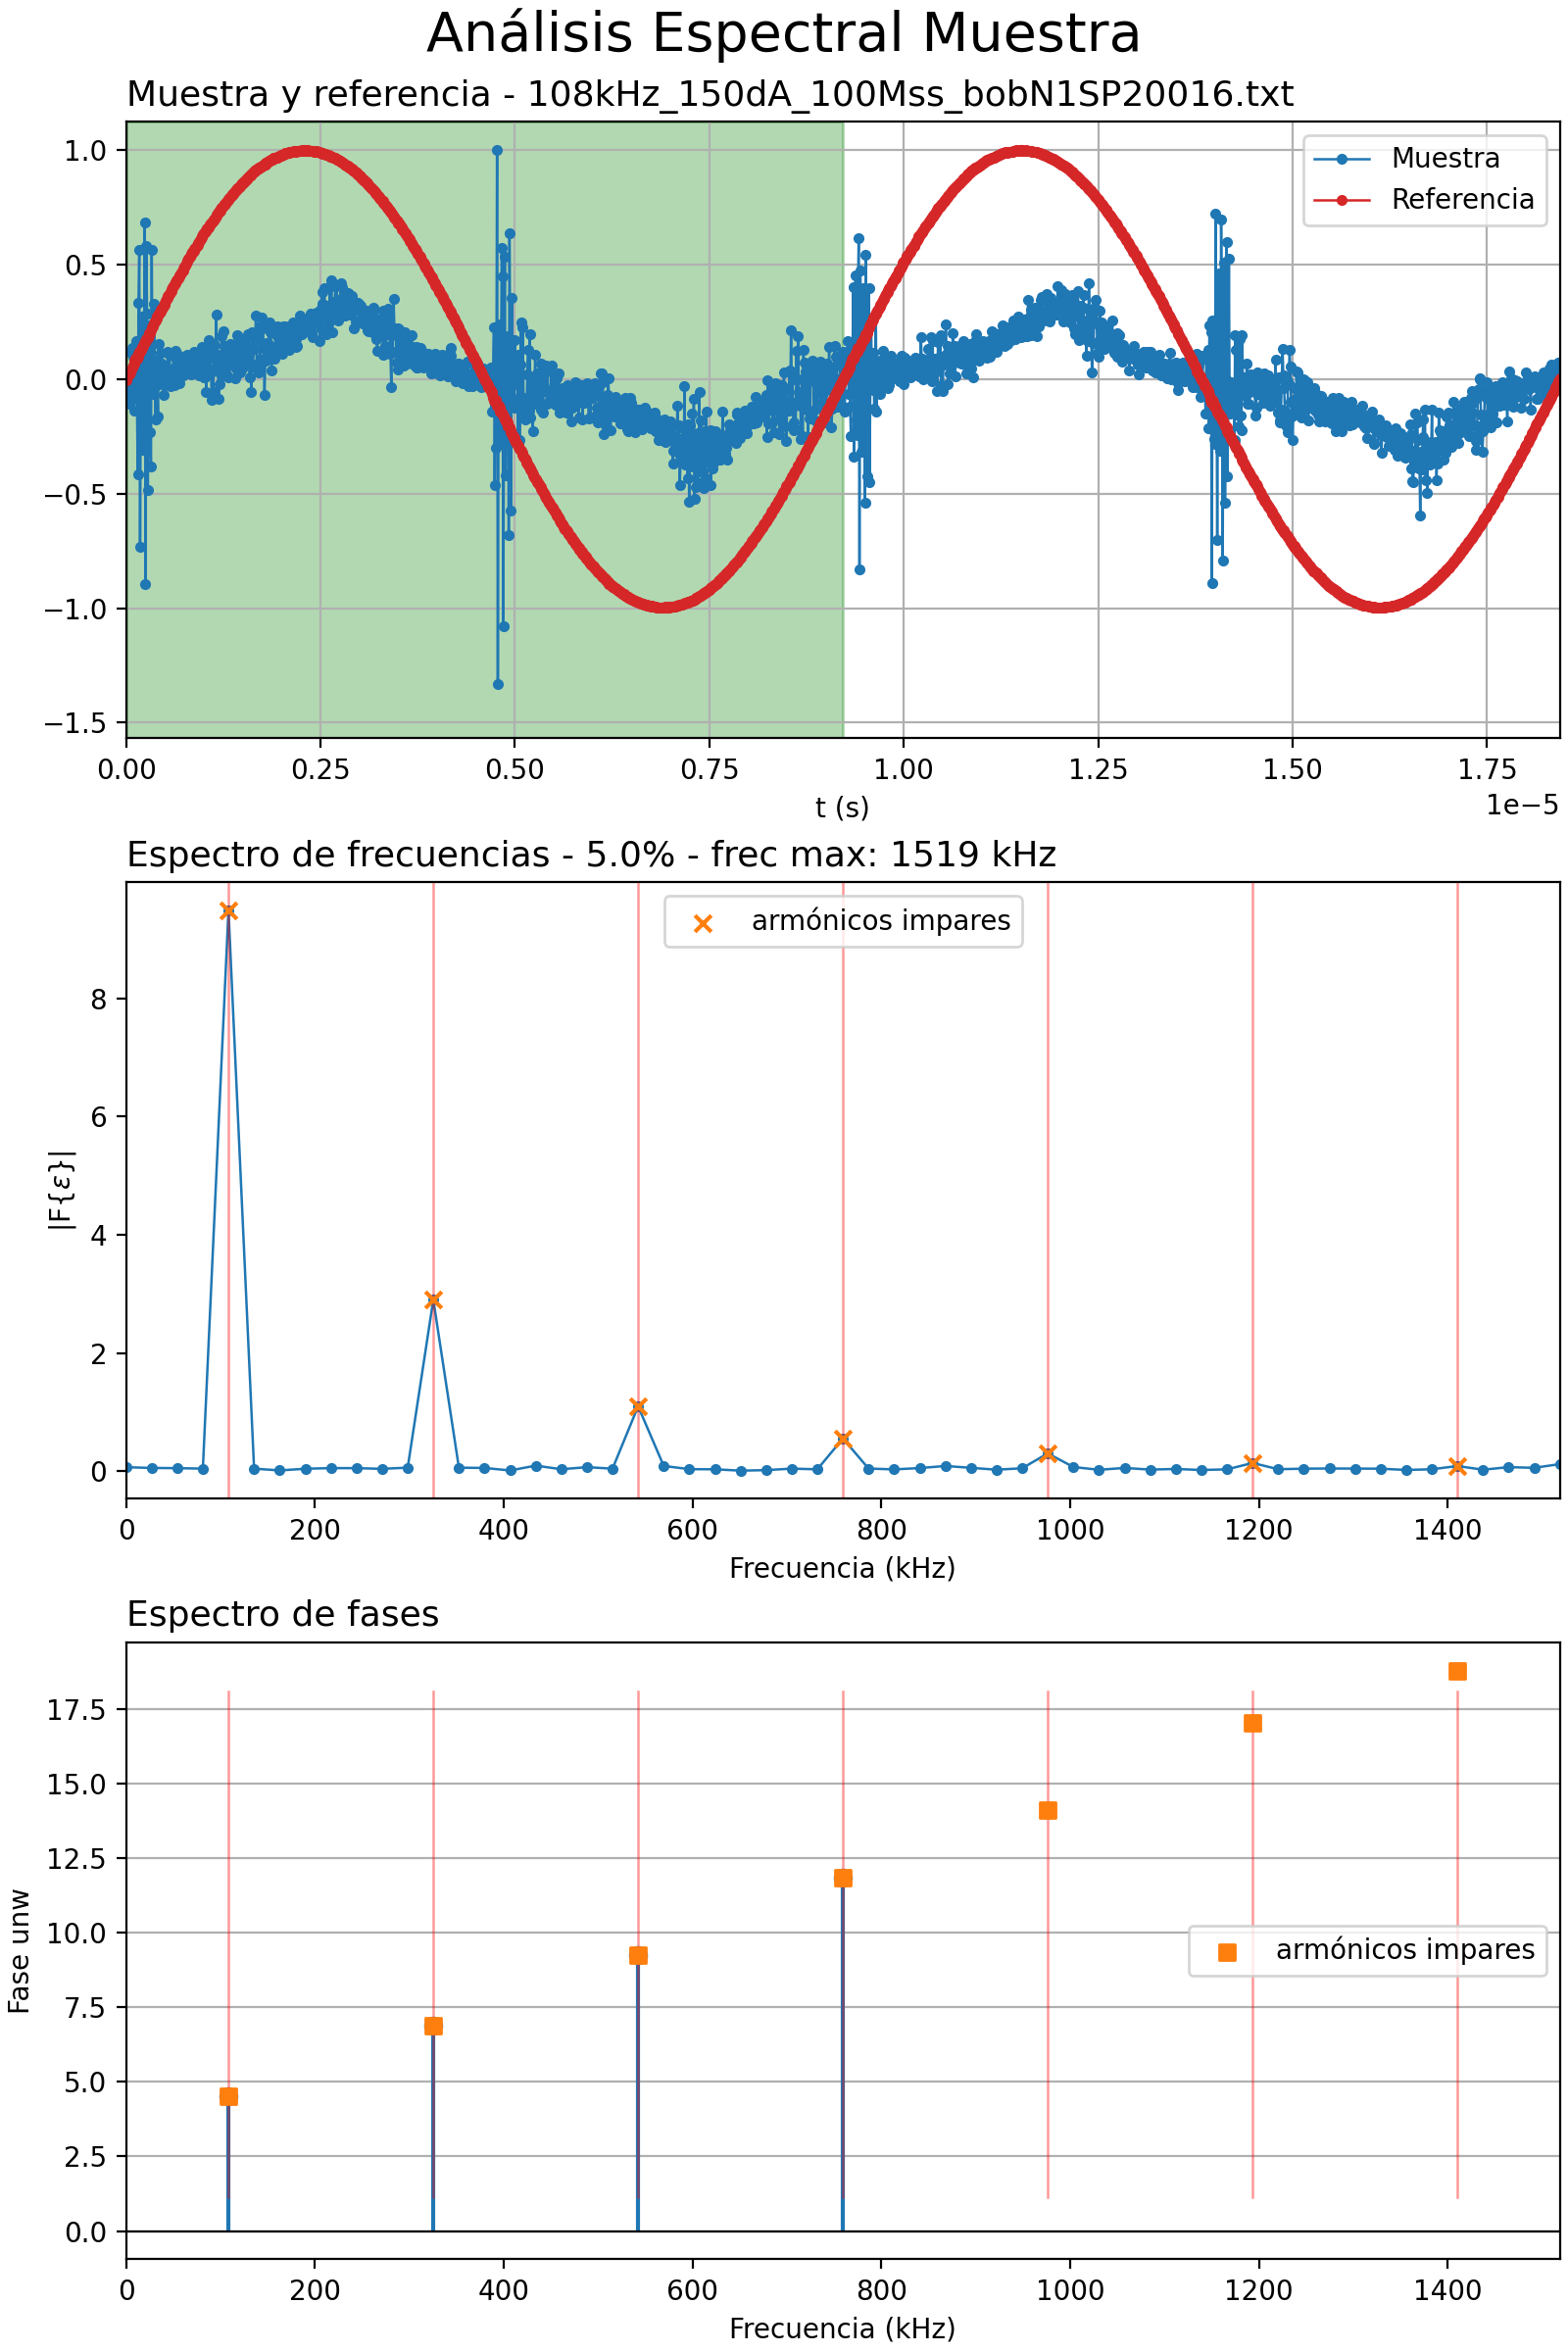 Análisis Espectral Muestra
Muestra y referencia - 108kHz_150dA_100Mss_bobN1SP20016.txt
1.0
0.5
0.0
−0.5
−1.0
−1.5
Muestra
Referencia
0.00 0.25 0.50 0.75 1.00 1.25 1.50 1.75
t (s)
1e−5
Espectro de frecuencias - 5.0% - frec max: 1519 kHz
armónicos impares
8
6
4
2
0
|F{ε}|
0 200 400 600 800 1000 1200 1400
Frecuencia (kHz)
Espectro de fases
17.5
15.0
12.5
10.0
7.5
5.0
2.5
0.0
Fase unw
armónicos impares
0 200 400 600 800 1000 1200 1400
Frecuencia (kHz)